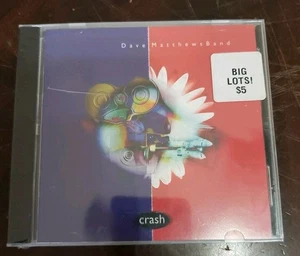 Dave Matthews Band
BIG
LOTS!
$5
crash